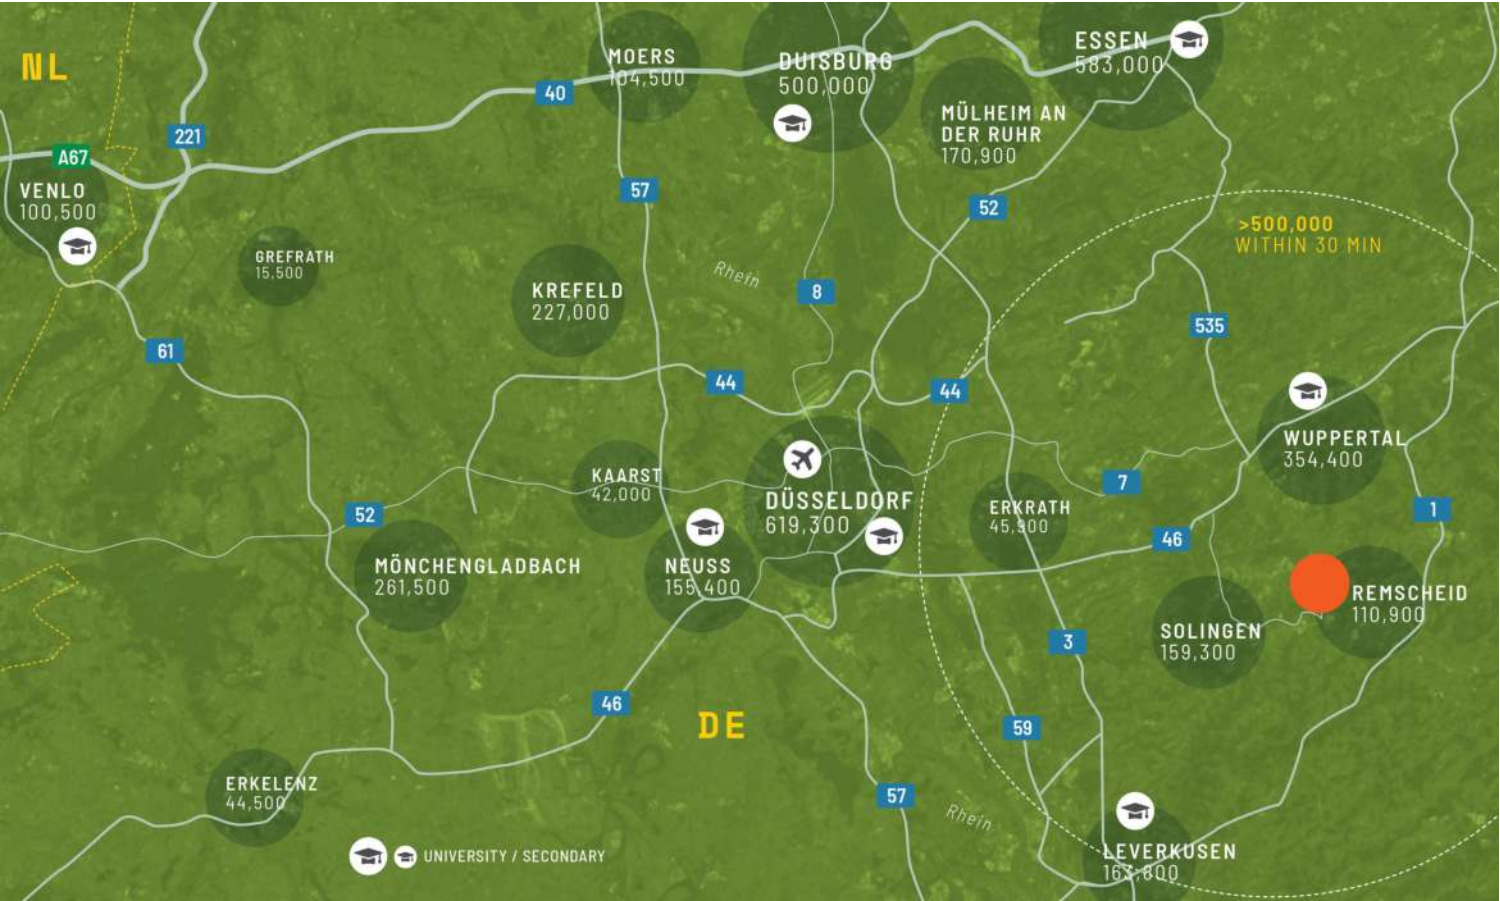 NL
MOERS
104,500
DUISBURG
500,000
ESSEN
583,000
40
221
A67
MÜLHEIM AN
DER RUHR
170,900
VENLO
100,500
57
52
>500,000
WITHIN 30 MIN
GREFRATH
15,500
KREFELD
227,000
Rhein
8
535
61
44
44
WUPPERTAL
354,400
KAARST
42,000
7
DÜSSELDORF
619,300
ERKRATH
45,900
1
52
46
MÖNCHENGLADBACH
261,500
NEUSS
155,400
REMSCHEID
110,900
SOLINGEN
159,300
3
46
DE
59
ERKELENZ
44,500
57
Rhein
UNIVERSITY / SECONDARY
LEVERKUSEN
163,800